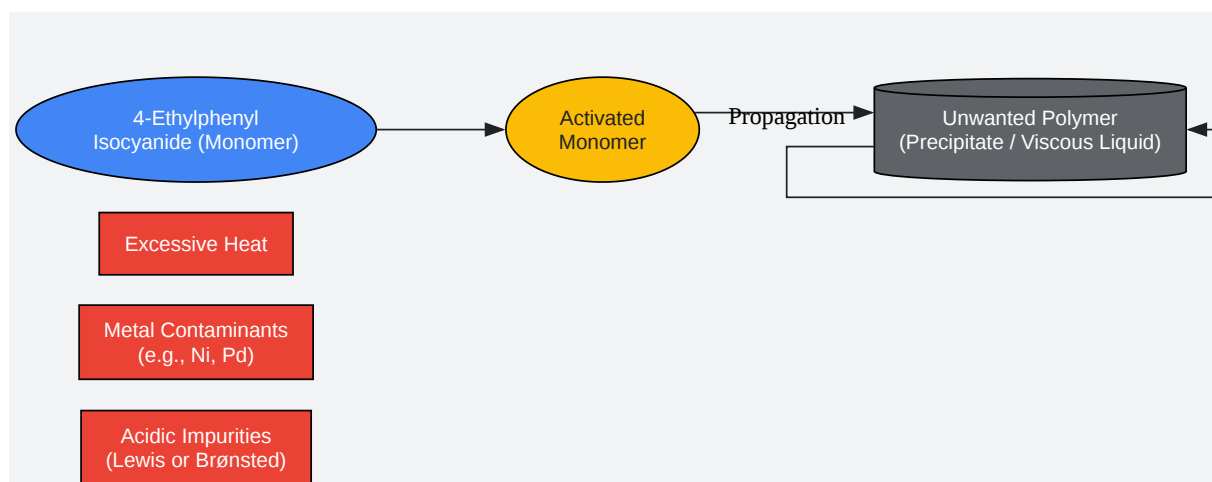 4-Ethylphenyl
Isocyanide (Monomer)
Activated
Monomer
Propagation
Unwanted Polymer
(Precipitate / Viscous Liquid)
Excessive Heat
Metal Contaminants
(e.g., Ni, Pd)
Acidic Impurities
(Lewis or Brønsted)